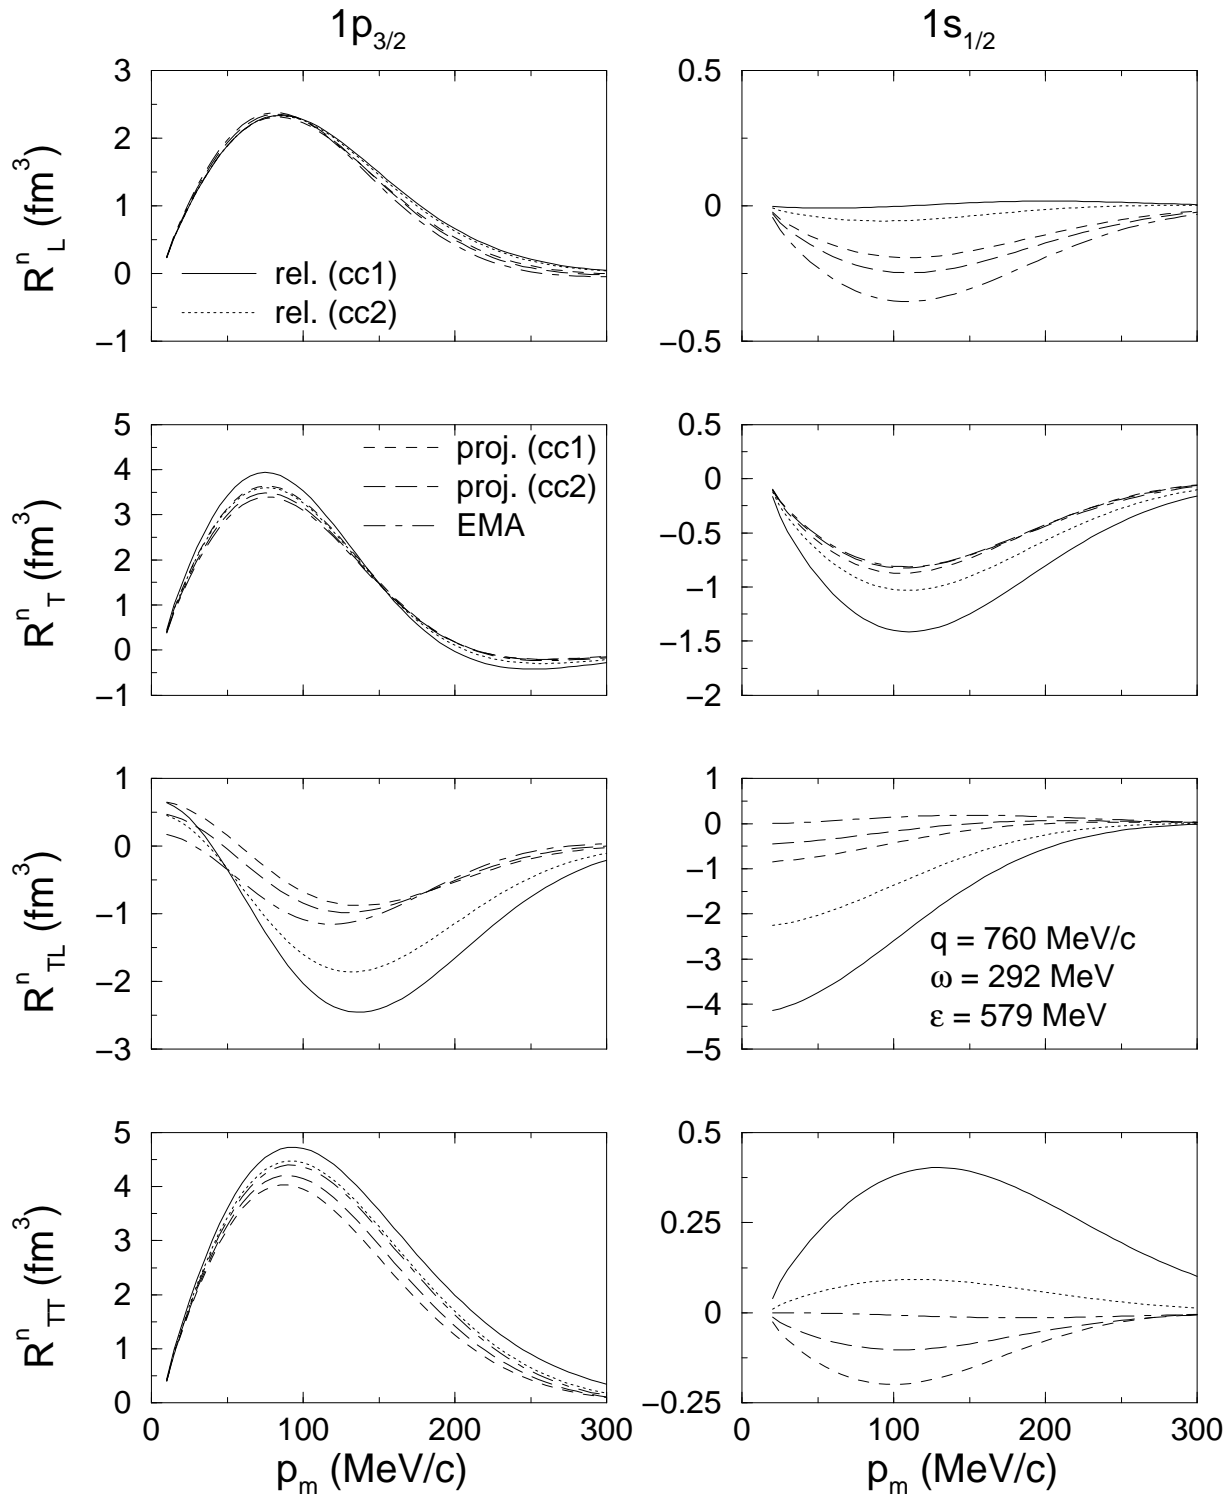 1p3/2
1s1/2
3
2
1
0
−1
R^n_L (fm^3)
rel. (cc1)
rel. (cc2)
0.5
0
−0.5
5
4
3
2
1
0
−1
R^n_T (fm^3)
proj. (cc1)
proj. (cc2)
EMA
0.5
0
−0.5
−1
−1.5
−2
1
0
−1
−2
−3
R^n_TL (fm^3)
1
0
−1
−2
−3
−4
−5
q = 760 MeV/c
ω = 292 MeV
ε = 579 MeV
5
4
3
2
1
0
R^n_TT (fm^3)
0.5
0.25
0
−0.25
0 100 200 300
0 100 200 300
p_m (MeV/c)
p_m (MeV/c)